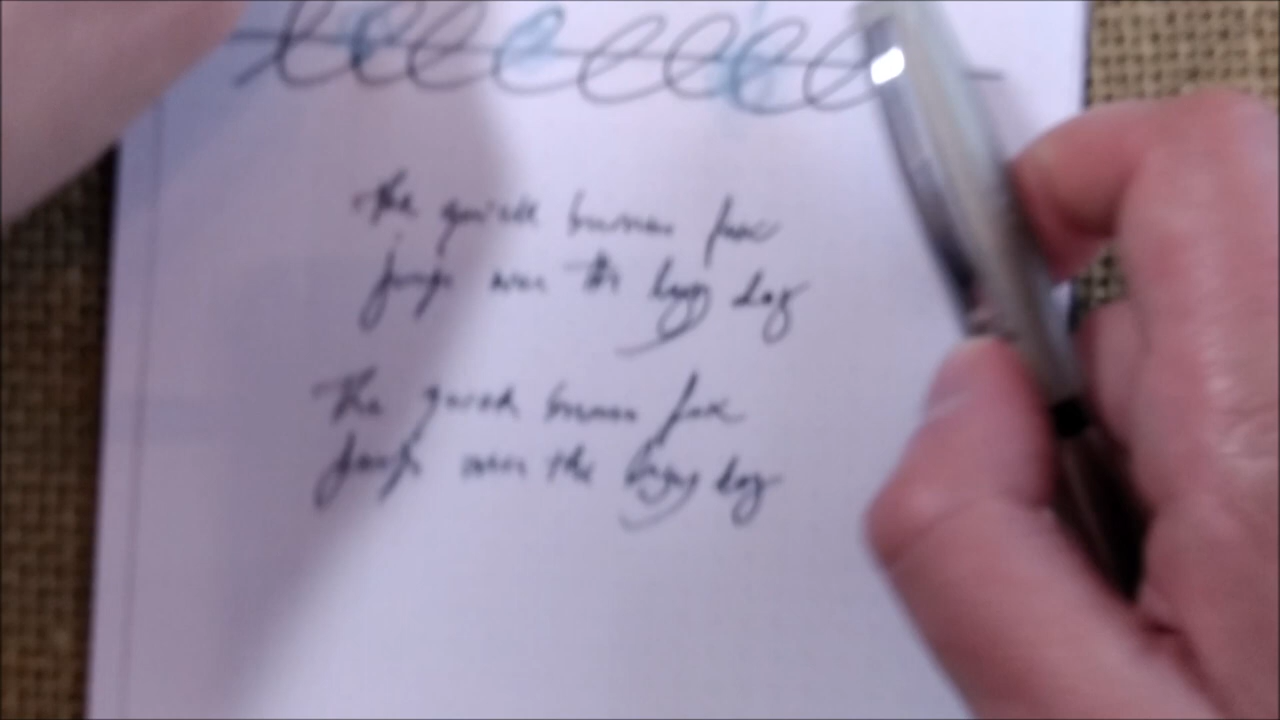 the quick brown fox
jumps over the lazy dog
The quick brown fox
jumps over the lazy dog